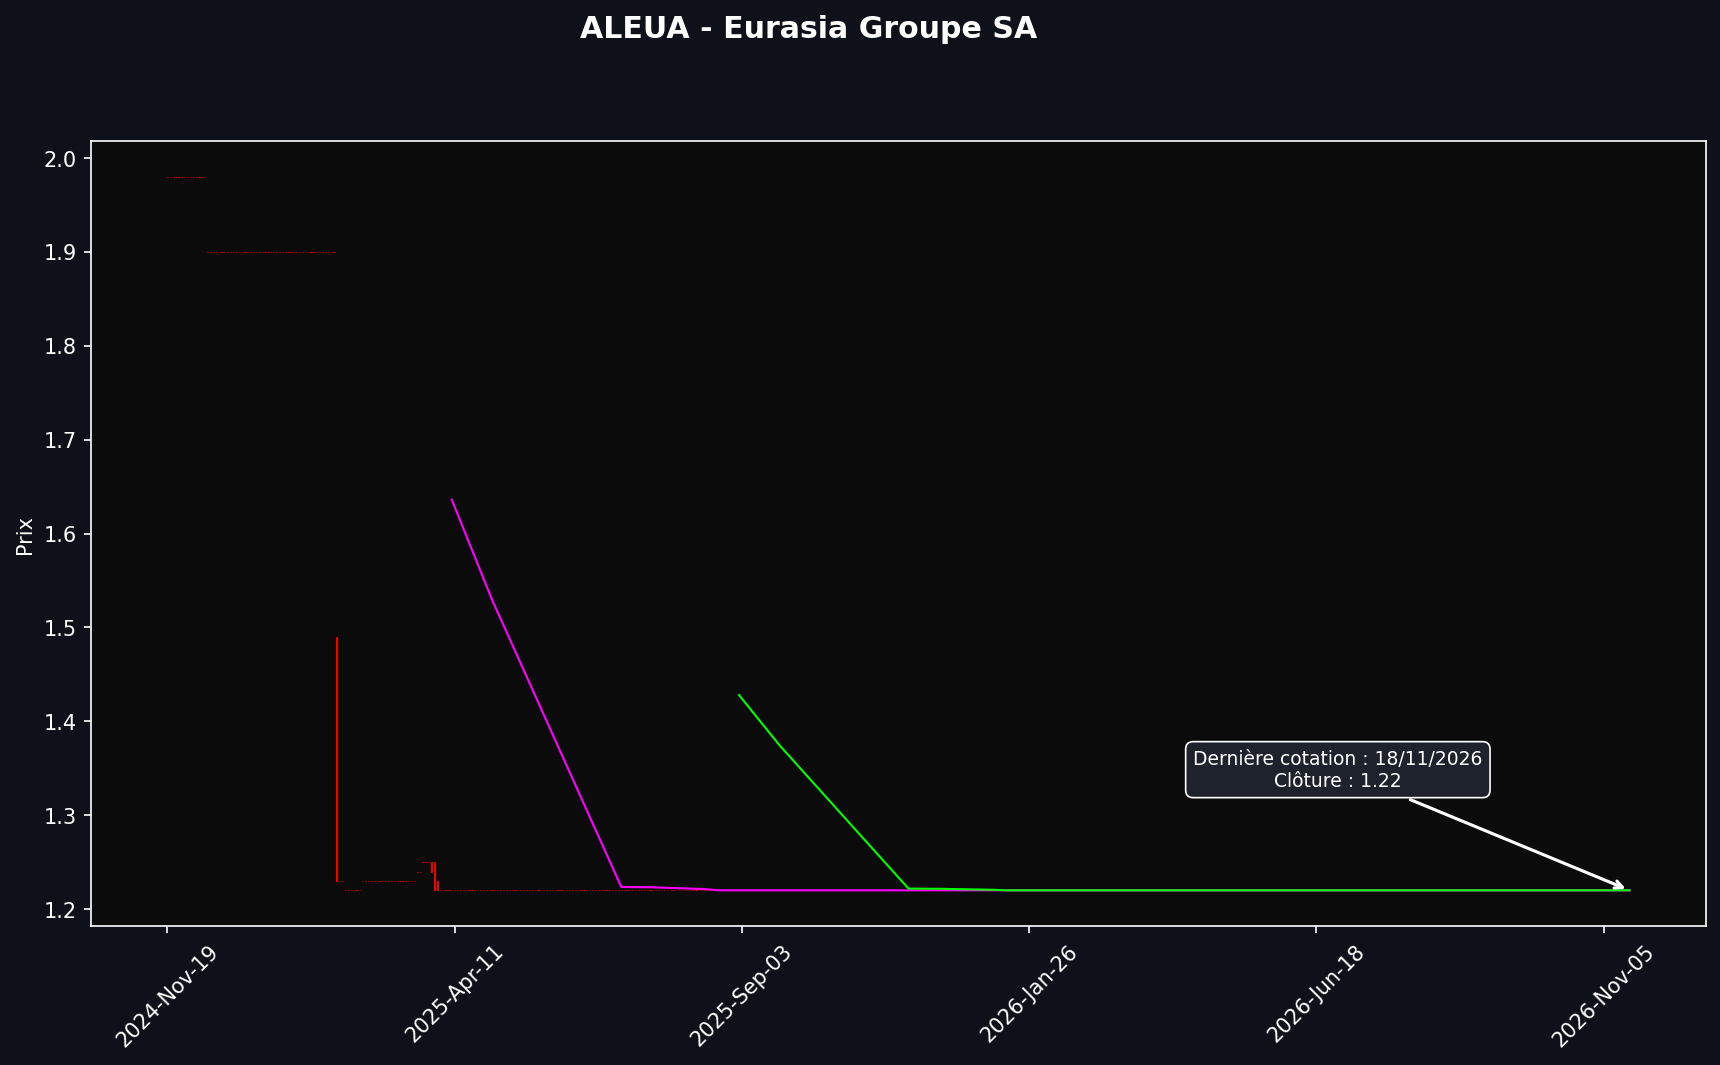 ALEUA - Eurasia Groupe SA
2.0
1.9
1.8
1.7
1.6
1.5
1.4
1.3
1.2
Prix
Dernière cotation : 18/11/2026
Clôture : 1.22
2024-Nov-19
2025-Apr-11
2025-Sep-03
2026-Jan-26
2026-Jun-18
2026-Nov-05